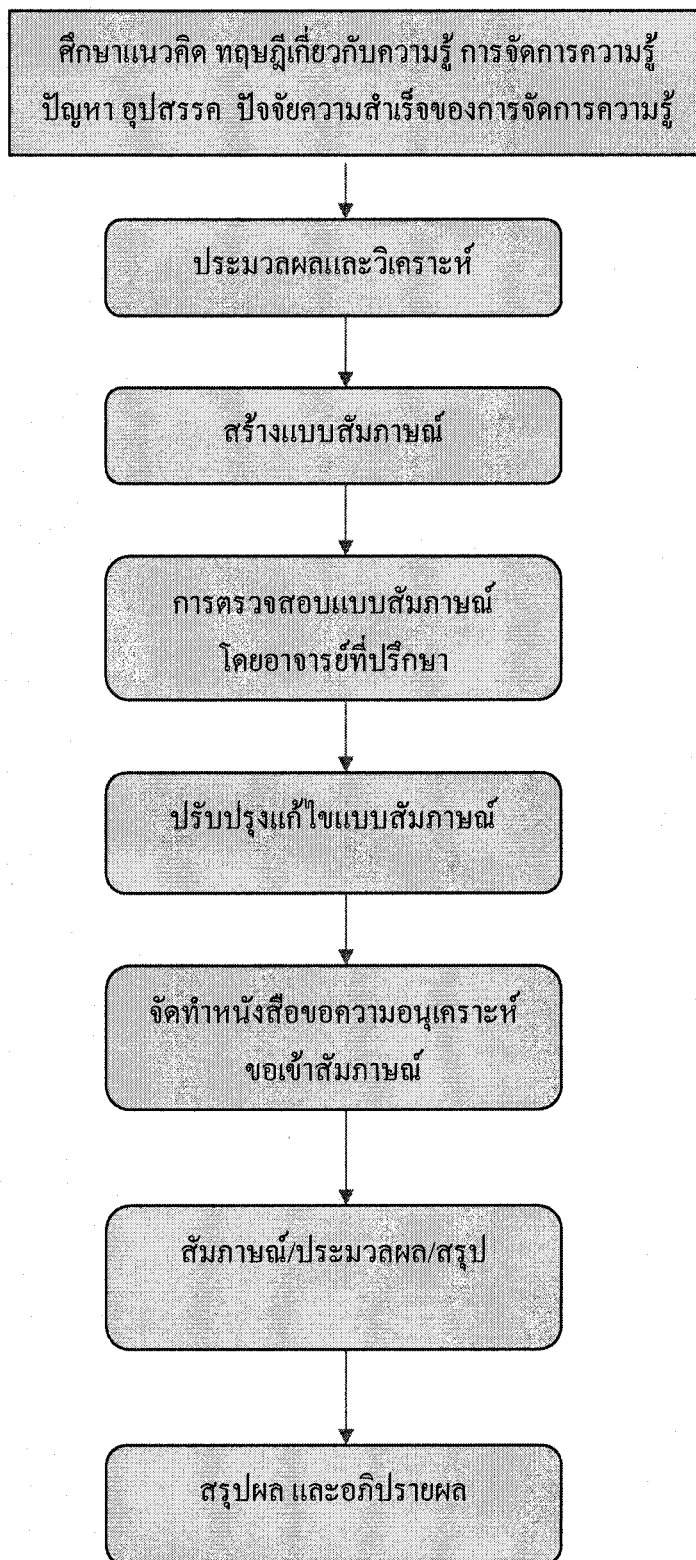 ศึกษาแนวคิด ทฤษฎีเกี่ยวกับความรู้ การจัดการความรู้
ปัญหา อุปสรรค ปัจจัยความสำเร็จของการจัดการความรู้
ประมวลผลและวิเคราะห์
สร้างแบบสัมภาษณ์
การตรวจสอบแบบสัมภาษณ์
โดยอาจารย์ที่ปรึกษา
ปรับปรุงแก้ไขแบบสัมภาษณ์
จัดทำหนังสือขอความอนุเคราะห์
ขอเข้าสัมภาษณ์
สัมภาษณ์/ประมวลผล/สรุป
สรุปผล และอภิปรายผล